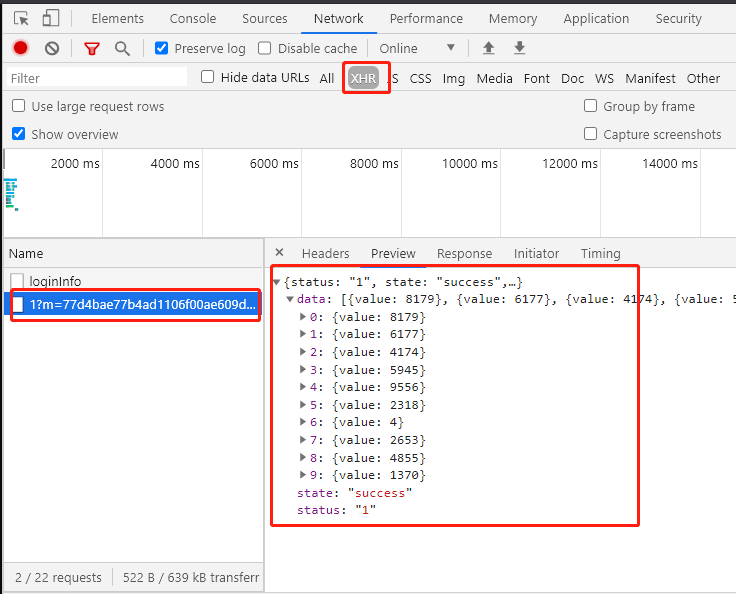 Elements Console Sources Network Performance Memory Application Security
Preserve log Disable cache Online
Filter Hide data URLs All XHR JS CSS Img Media Font Doc WS Manifest Other
Use large request rows Group by frame
Show overview Capture screenshots
2000 ms 4000 ms 6000 ms 8000 ms 10000 ms 12000 ms 14000 ms
Name × Headers Preview Response Initiator Timing
loginInfo
1?m=77d4bae77b4ad1106f00ae609d...
{status: "1", state: "success",…}
data: [{value: 8179}, {value: 6177}, {value: 4174}, {value: 5
0: {value: 8179}
1: {value: 6177}
2: {value: 4174}
3: {value: 5945}
4: {value: 9556}
5: {value: 2318}
6: {value: 4}
7: {value: 2653}
8: {value: 4855}
9: {value: 1370}
state: "success"
status: "1"
2 / 22 requests 522 B / 639 kB transferr